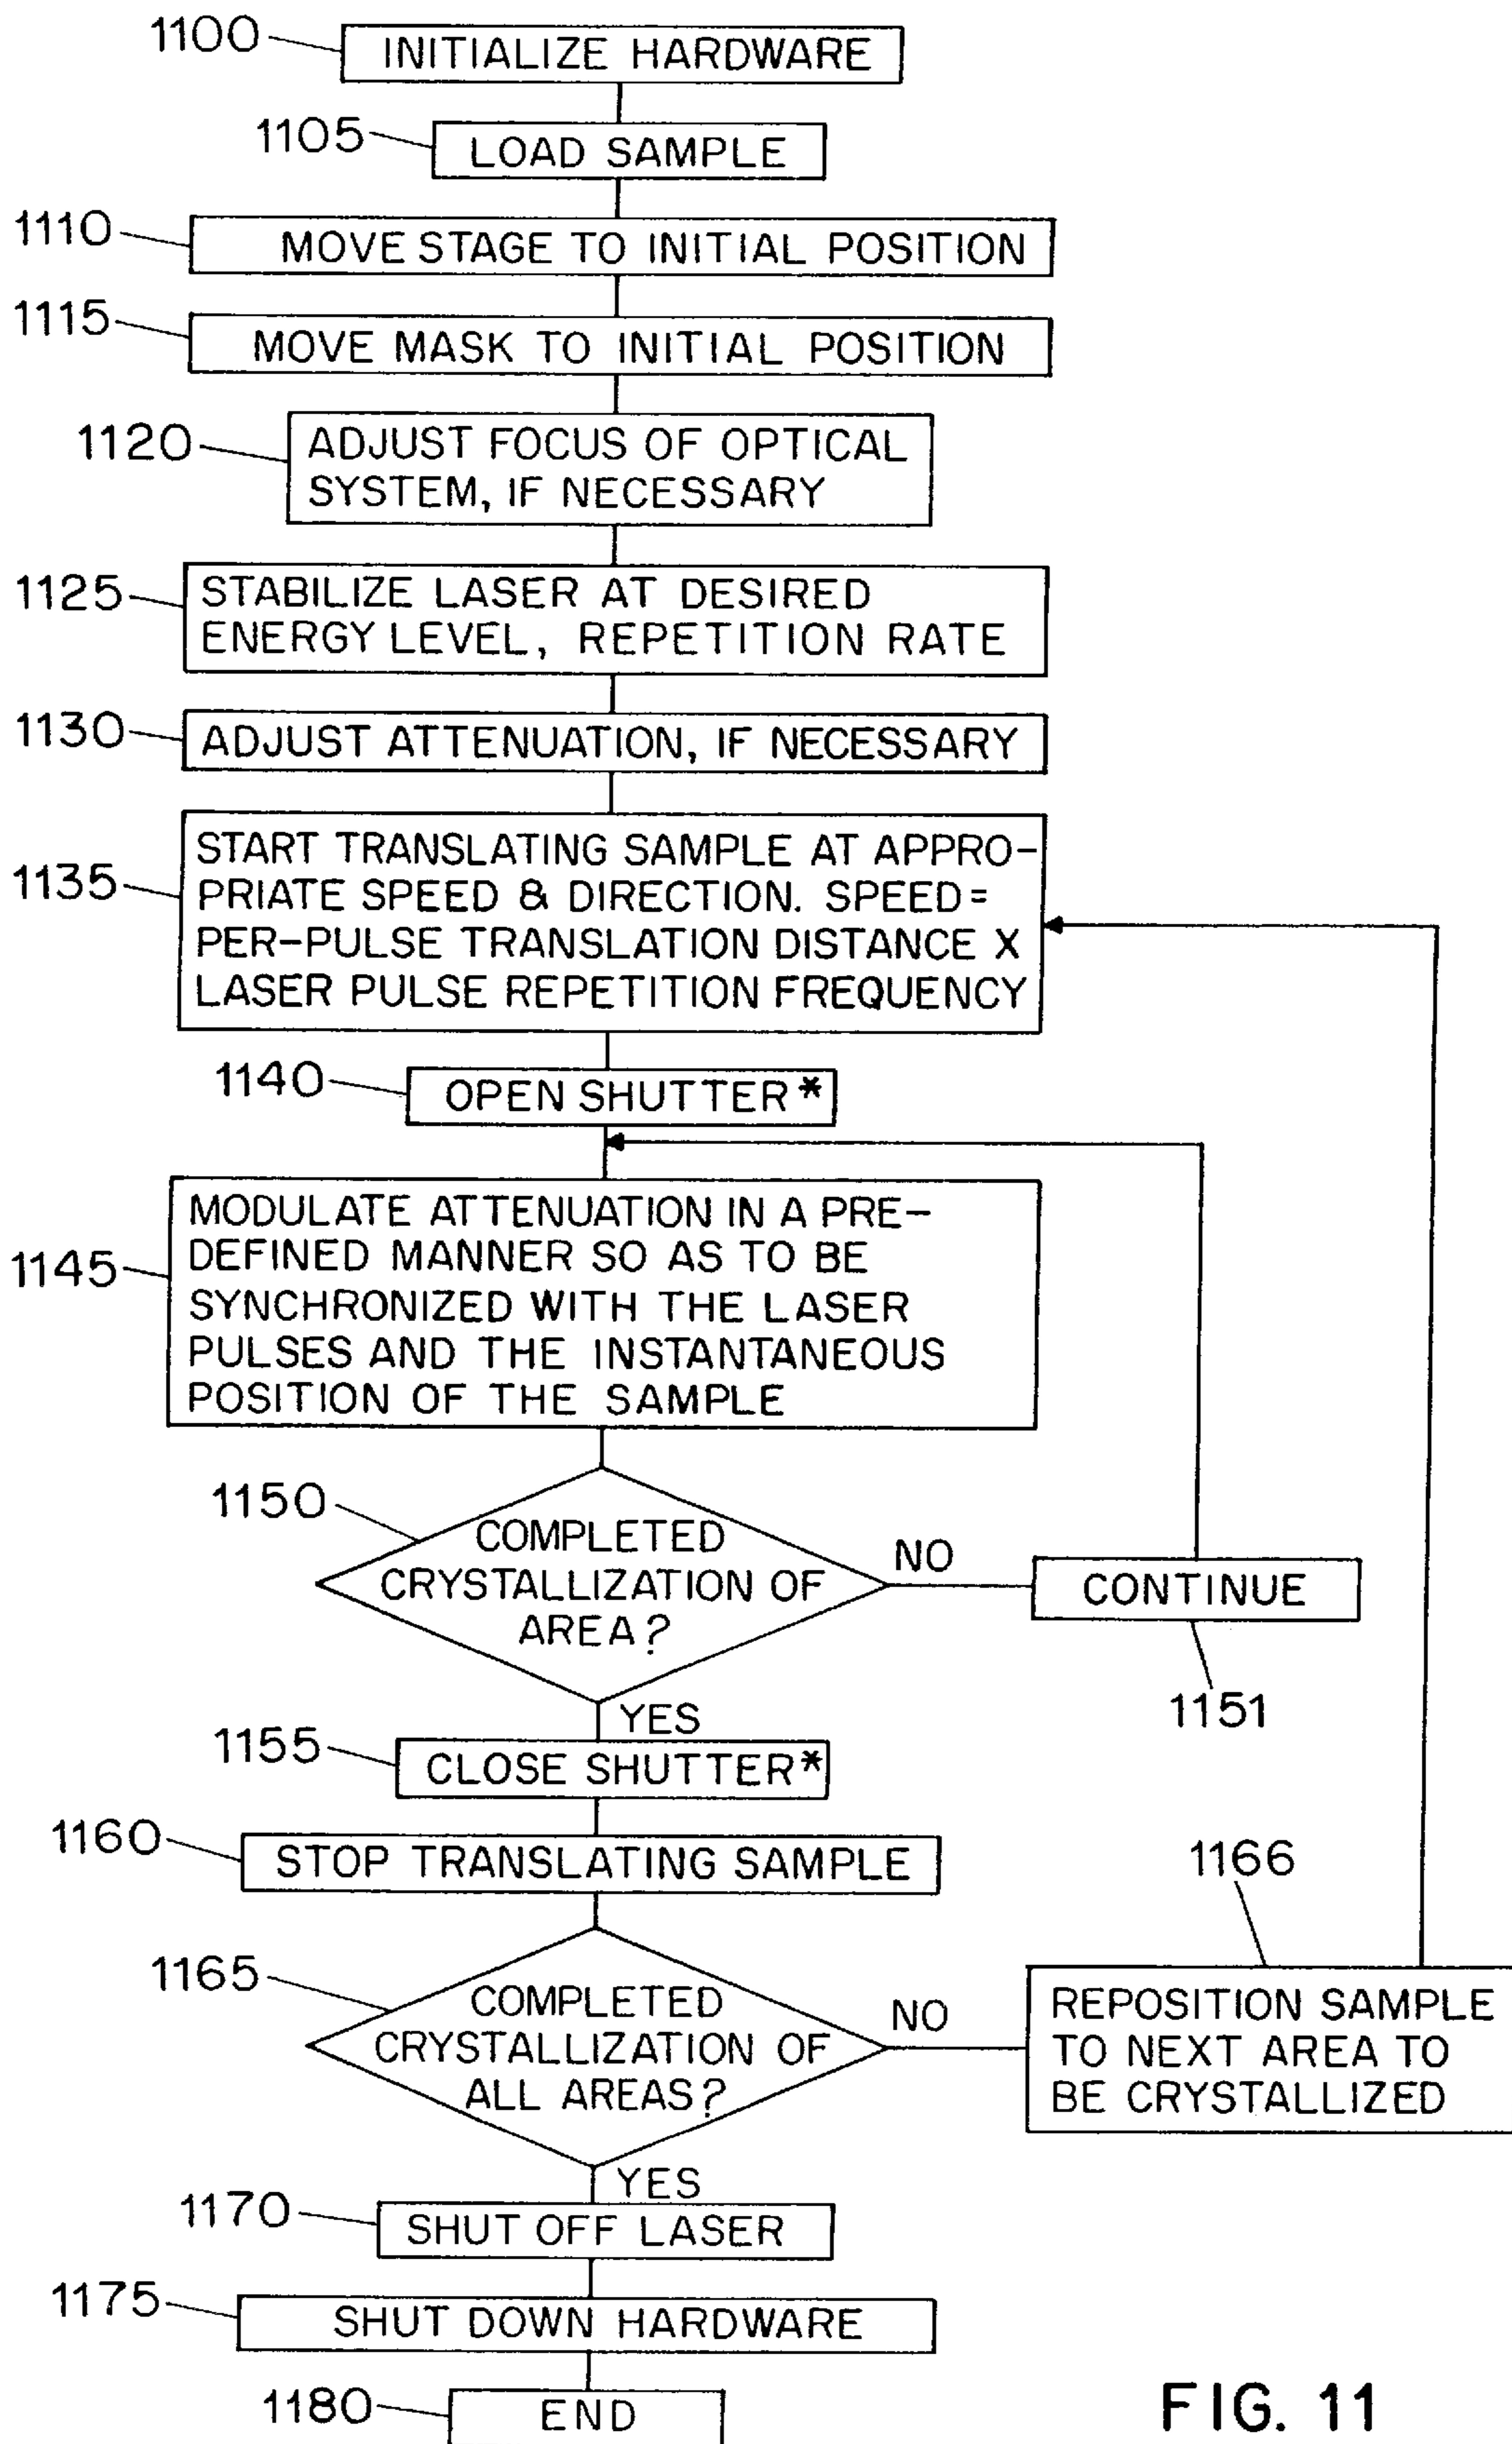 1100
INITIALIZE HARDWARE
1105
LOAD SAMPLE
1110
MOVE STAGE TO INITIAL POSITION
1115
MOVE MASK TO INITIAL POSITION
1120
ADJUST FOCUS OF OPTICAL
SYSTEM, IF NECESSARY
1125
STABILIZE LASER AT DESIRED
ENERGY LEVEL, REPETITION RATE
1130
ADJUST ATTENUATION, IF NECESSARY
1135
START TRANSLATING SAMPLE AT APPRO-
PRIATE SPEED & DIRECTION. SPEED=
PER-PULSE TRANSLATION DISTANCE X
LASER PULSE REPETITION FREQUENCY
1140
OPEN SHUTTER*
1145
MODULATE ATTENUATION IN A PRE-
DEFINED MANNER SO AS TO BE
SYNCHRONIZED WITH THE LASER
PULSES AND THE INSTANTANEOUS
POSITION OF THE SAMPLE
1150
COMPLETED
CRYSTALLIZATION OF
AREA?
NO
CONTINUE
1151
YES
1155
CLOSE SHUTTER*
1160
STOP TRANSLATING SAMPLE
1165
COMPLETED
CRYSTALLIZATION OF
ALL AREAS?
NO
1166
REPOSITION SAMPLE
TO NEXT AREA TO
BE CRYSTALLIZED
YES
1170
SHUT OFF LASER
1175
SHUT DOWN HARDWARE
1180
END
FIG. 11